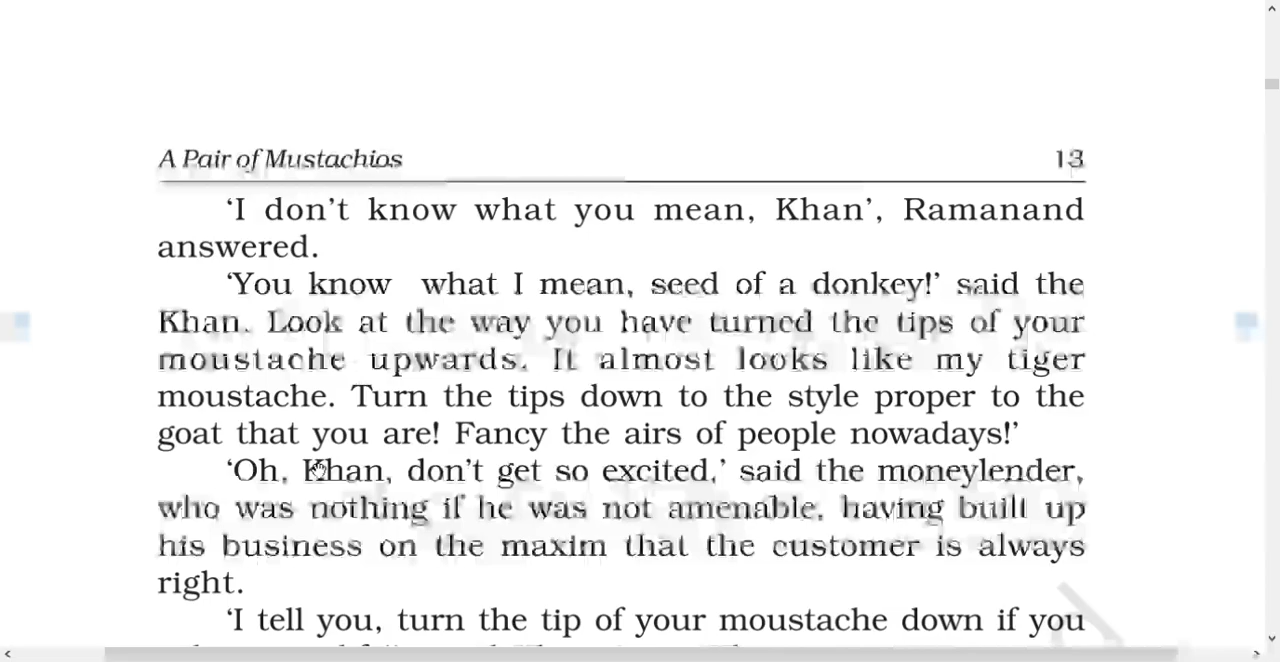 A Pair of Mustachios 13
‘I don’t know what you mean, Khan’, Ramanand
answered.
‘You know what I mean, seed of a donkey!’ said the
Khan. Look at the way you have turned the tips of your
moustache upwards. It almost looks like my tiger
moustache. Turn the tips down to the style proper to the
goat that you are! Fancy the airs of people nowadays!’
‘Oh, Khan, don’t get so excited,’ said the moneylender,
who was nothing if he was not amenable, having built up
his business on the maxim that the customer is always
right.
‘I tell you, turn the tip of your moustache down if you